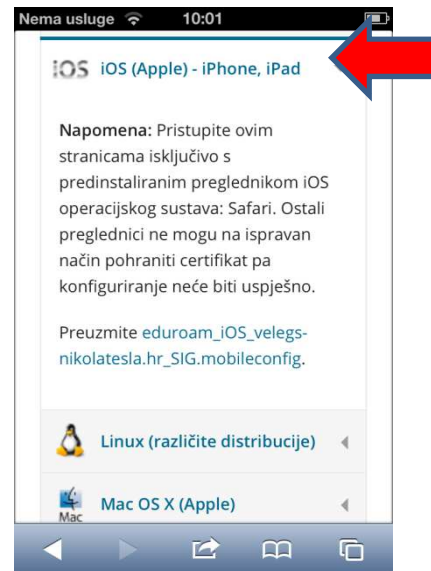 Nema usluge 10:01
iOS iOS (Apple) - iPhone, iPad
Napomena: Pristupite ovim
stranicama isključivo s
predinstaliranim preglednikom iOS
operacijskog sustava: Safari. Ostali
preglednici ne mogu na ispravan
način pohraniti certifikat pa
konfiguriranje neće biti uspješno.
Preuzmite eduroam_iOS_velegs-
nikolatesla.hr_SIG.mobileconfig.
Linux (različite distribucije)
Mac OS X (Apple)
Mac